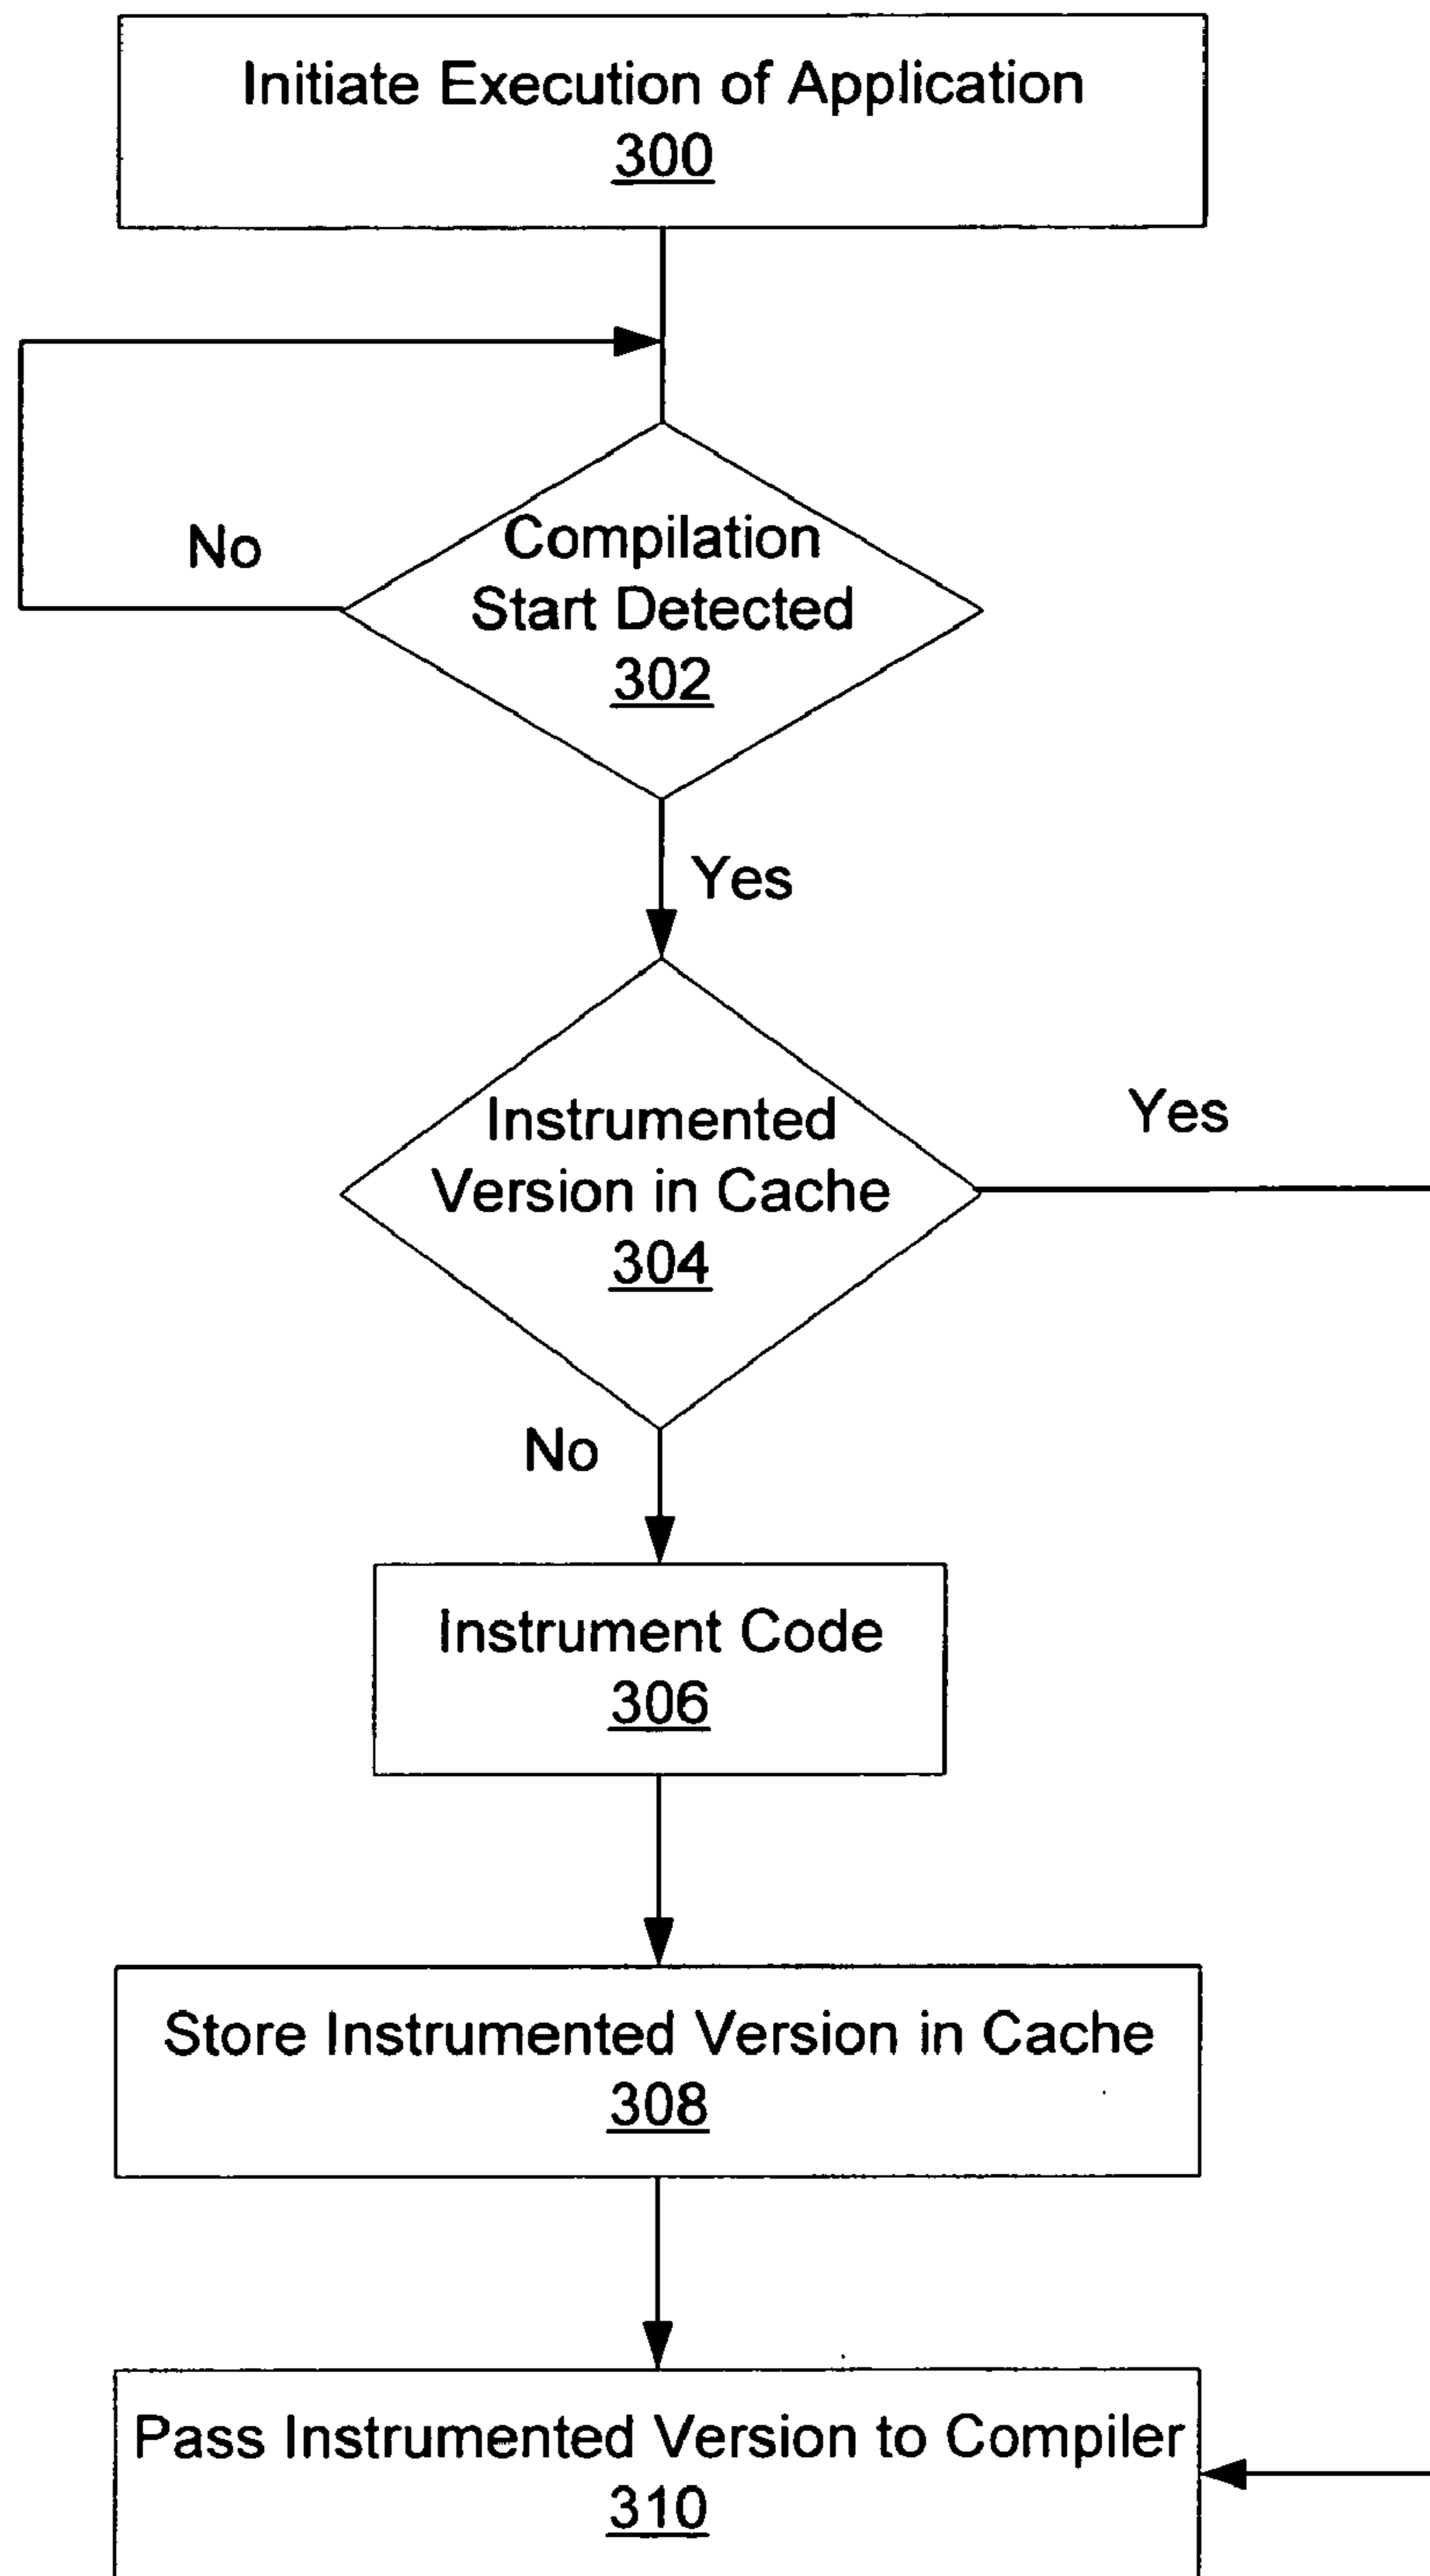 Initiate Execution of Application
300
No
Compilation
Start Detected
302
Yes
Instrumented
Version in Cache
304
Yes
No
Instrument Code
306
Store Instrumented Version in Cache
308
Pass Instrumented Version to Compiler
310